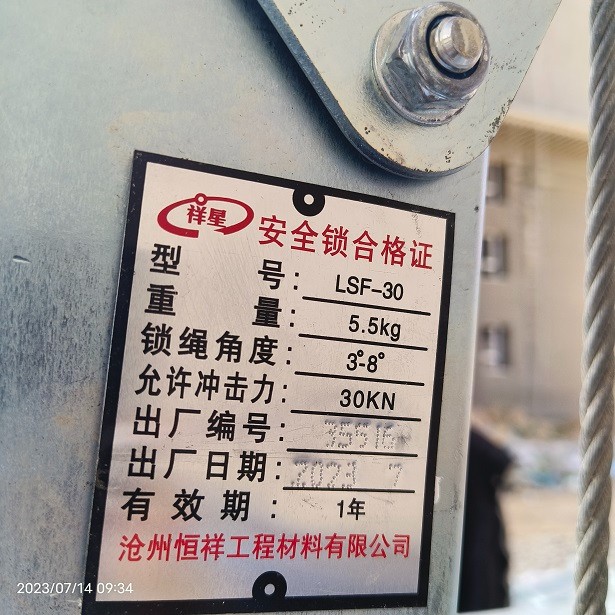 祥星 安全锁合格证
型号: LSF-30
重量: 5.5kg
锁绳角度: 3°-8°
允许冲击力: 30KN
出厂编号:
出厂日期: 7
有效期: 1年
沧州恒祥工程材料有限公司
2023/07/14 09:34